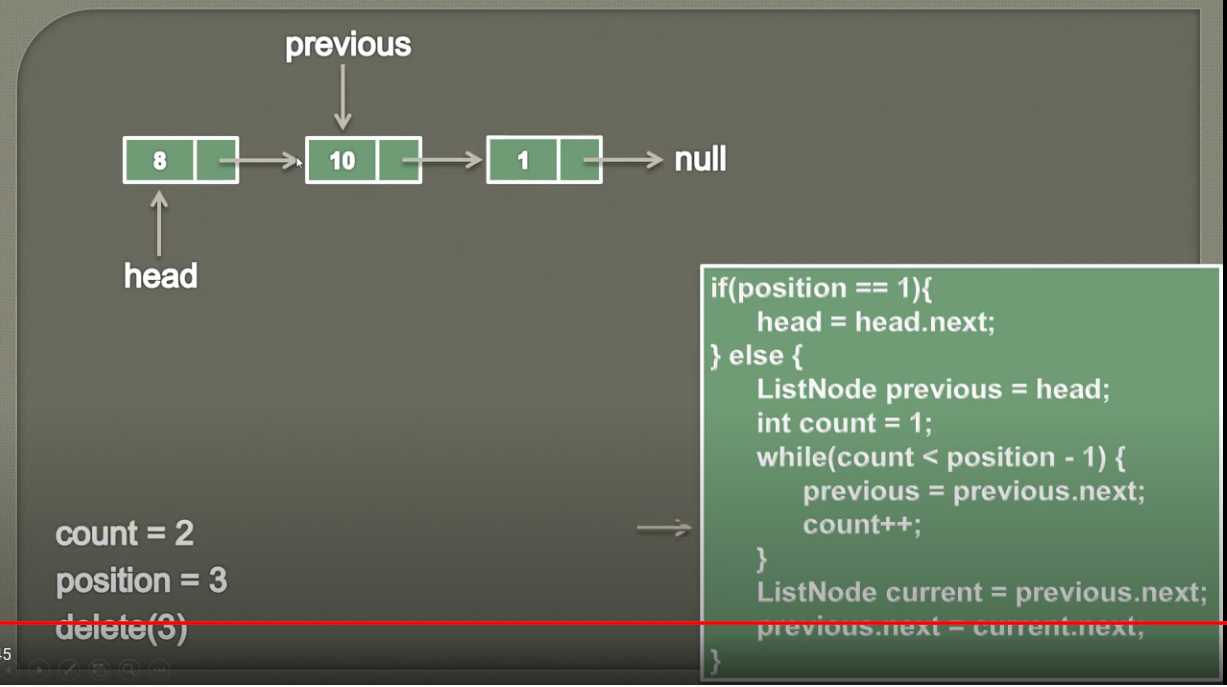 previous
8 10 1 null
head
if(position == 1){
head = head.next;
} else {
ListNode previous = head;
int count = 1;
while(count < position - 1) {
previous = previous.next;
count++;
}
ListNode current = previous.next;
previous.next = current.next;
}
count = 2
position = 3
delete(3)
45